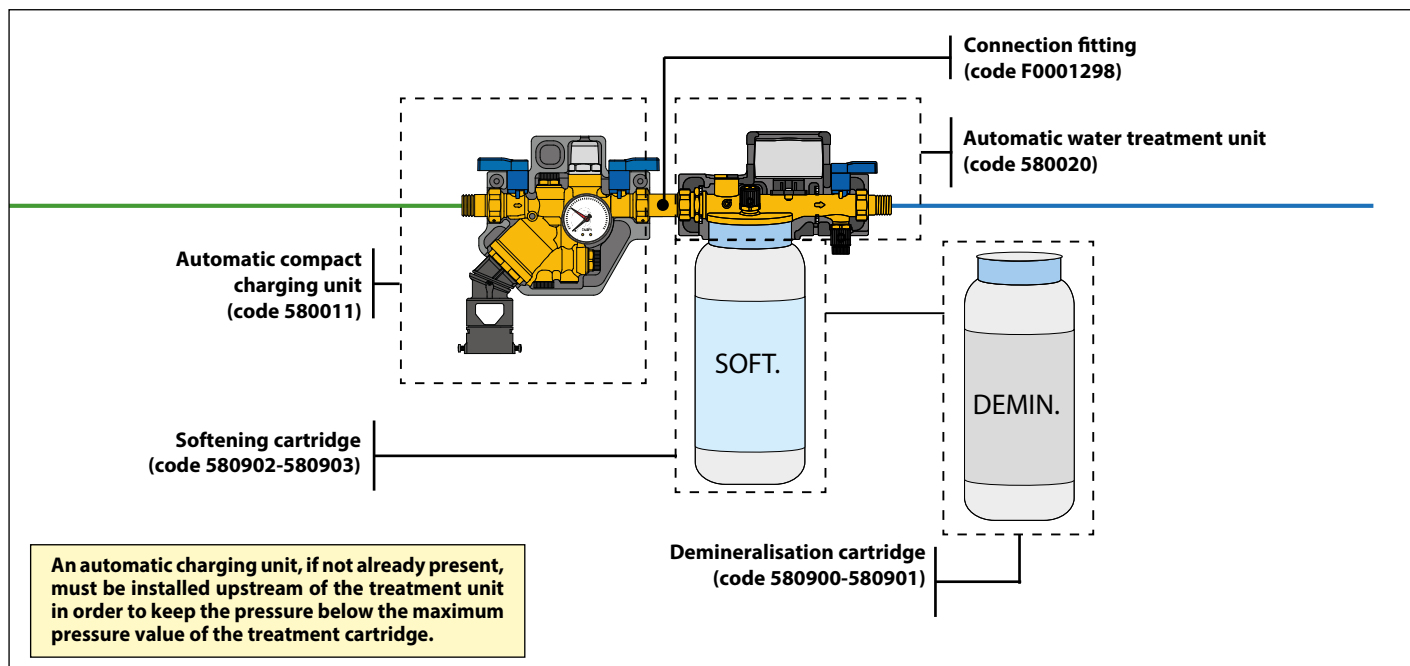 Connection fitting
(code F0001298)
Automatic water treatment unit
(code 580020)
Automatic compact
charging unit
(code 580011)
SOFT.
DEMIN.
Softening cartridge
(code 580902-580903)
Demineralisation cartridge
(code 580900-580901)
An automatic charging unit, if not already present,
must be installed upstream of the treatment unit
in order to keep the pressure below the maximum
pressure value of the treatment cartridge.